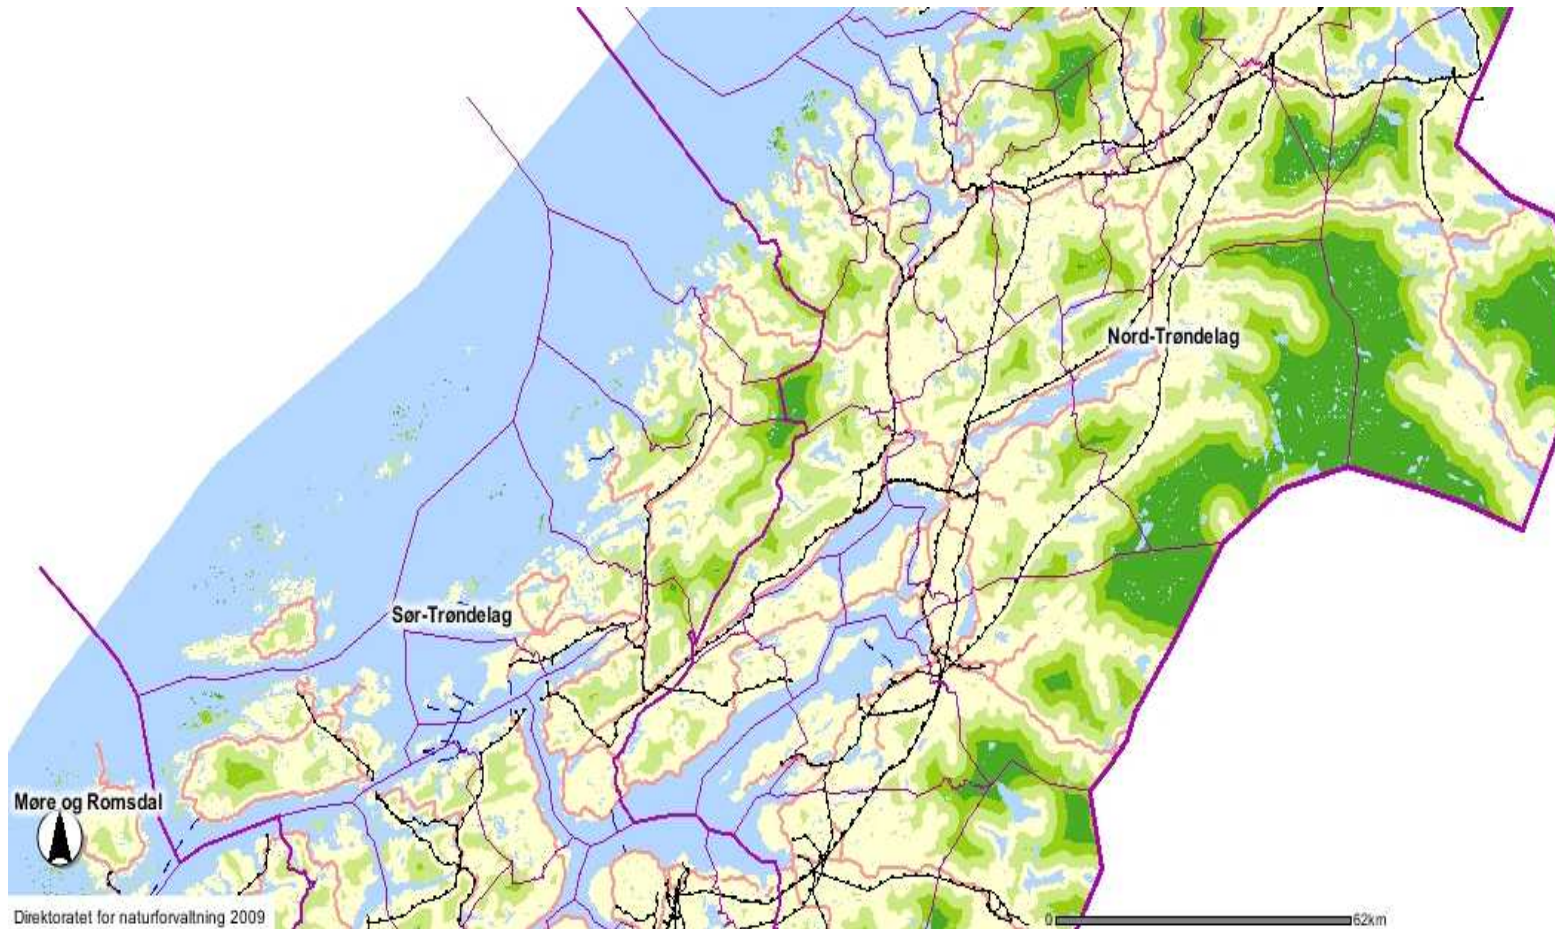 Nord-Trøndelag
Sør-Trøndelag
Møre og Romsdal
Direktoratet for naturforvaltning 2009
0 62km